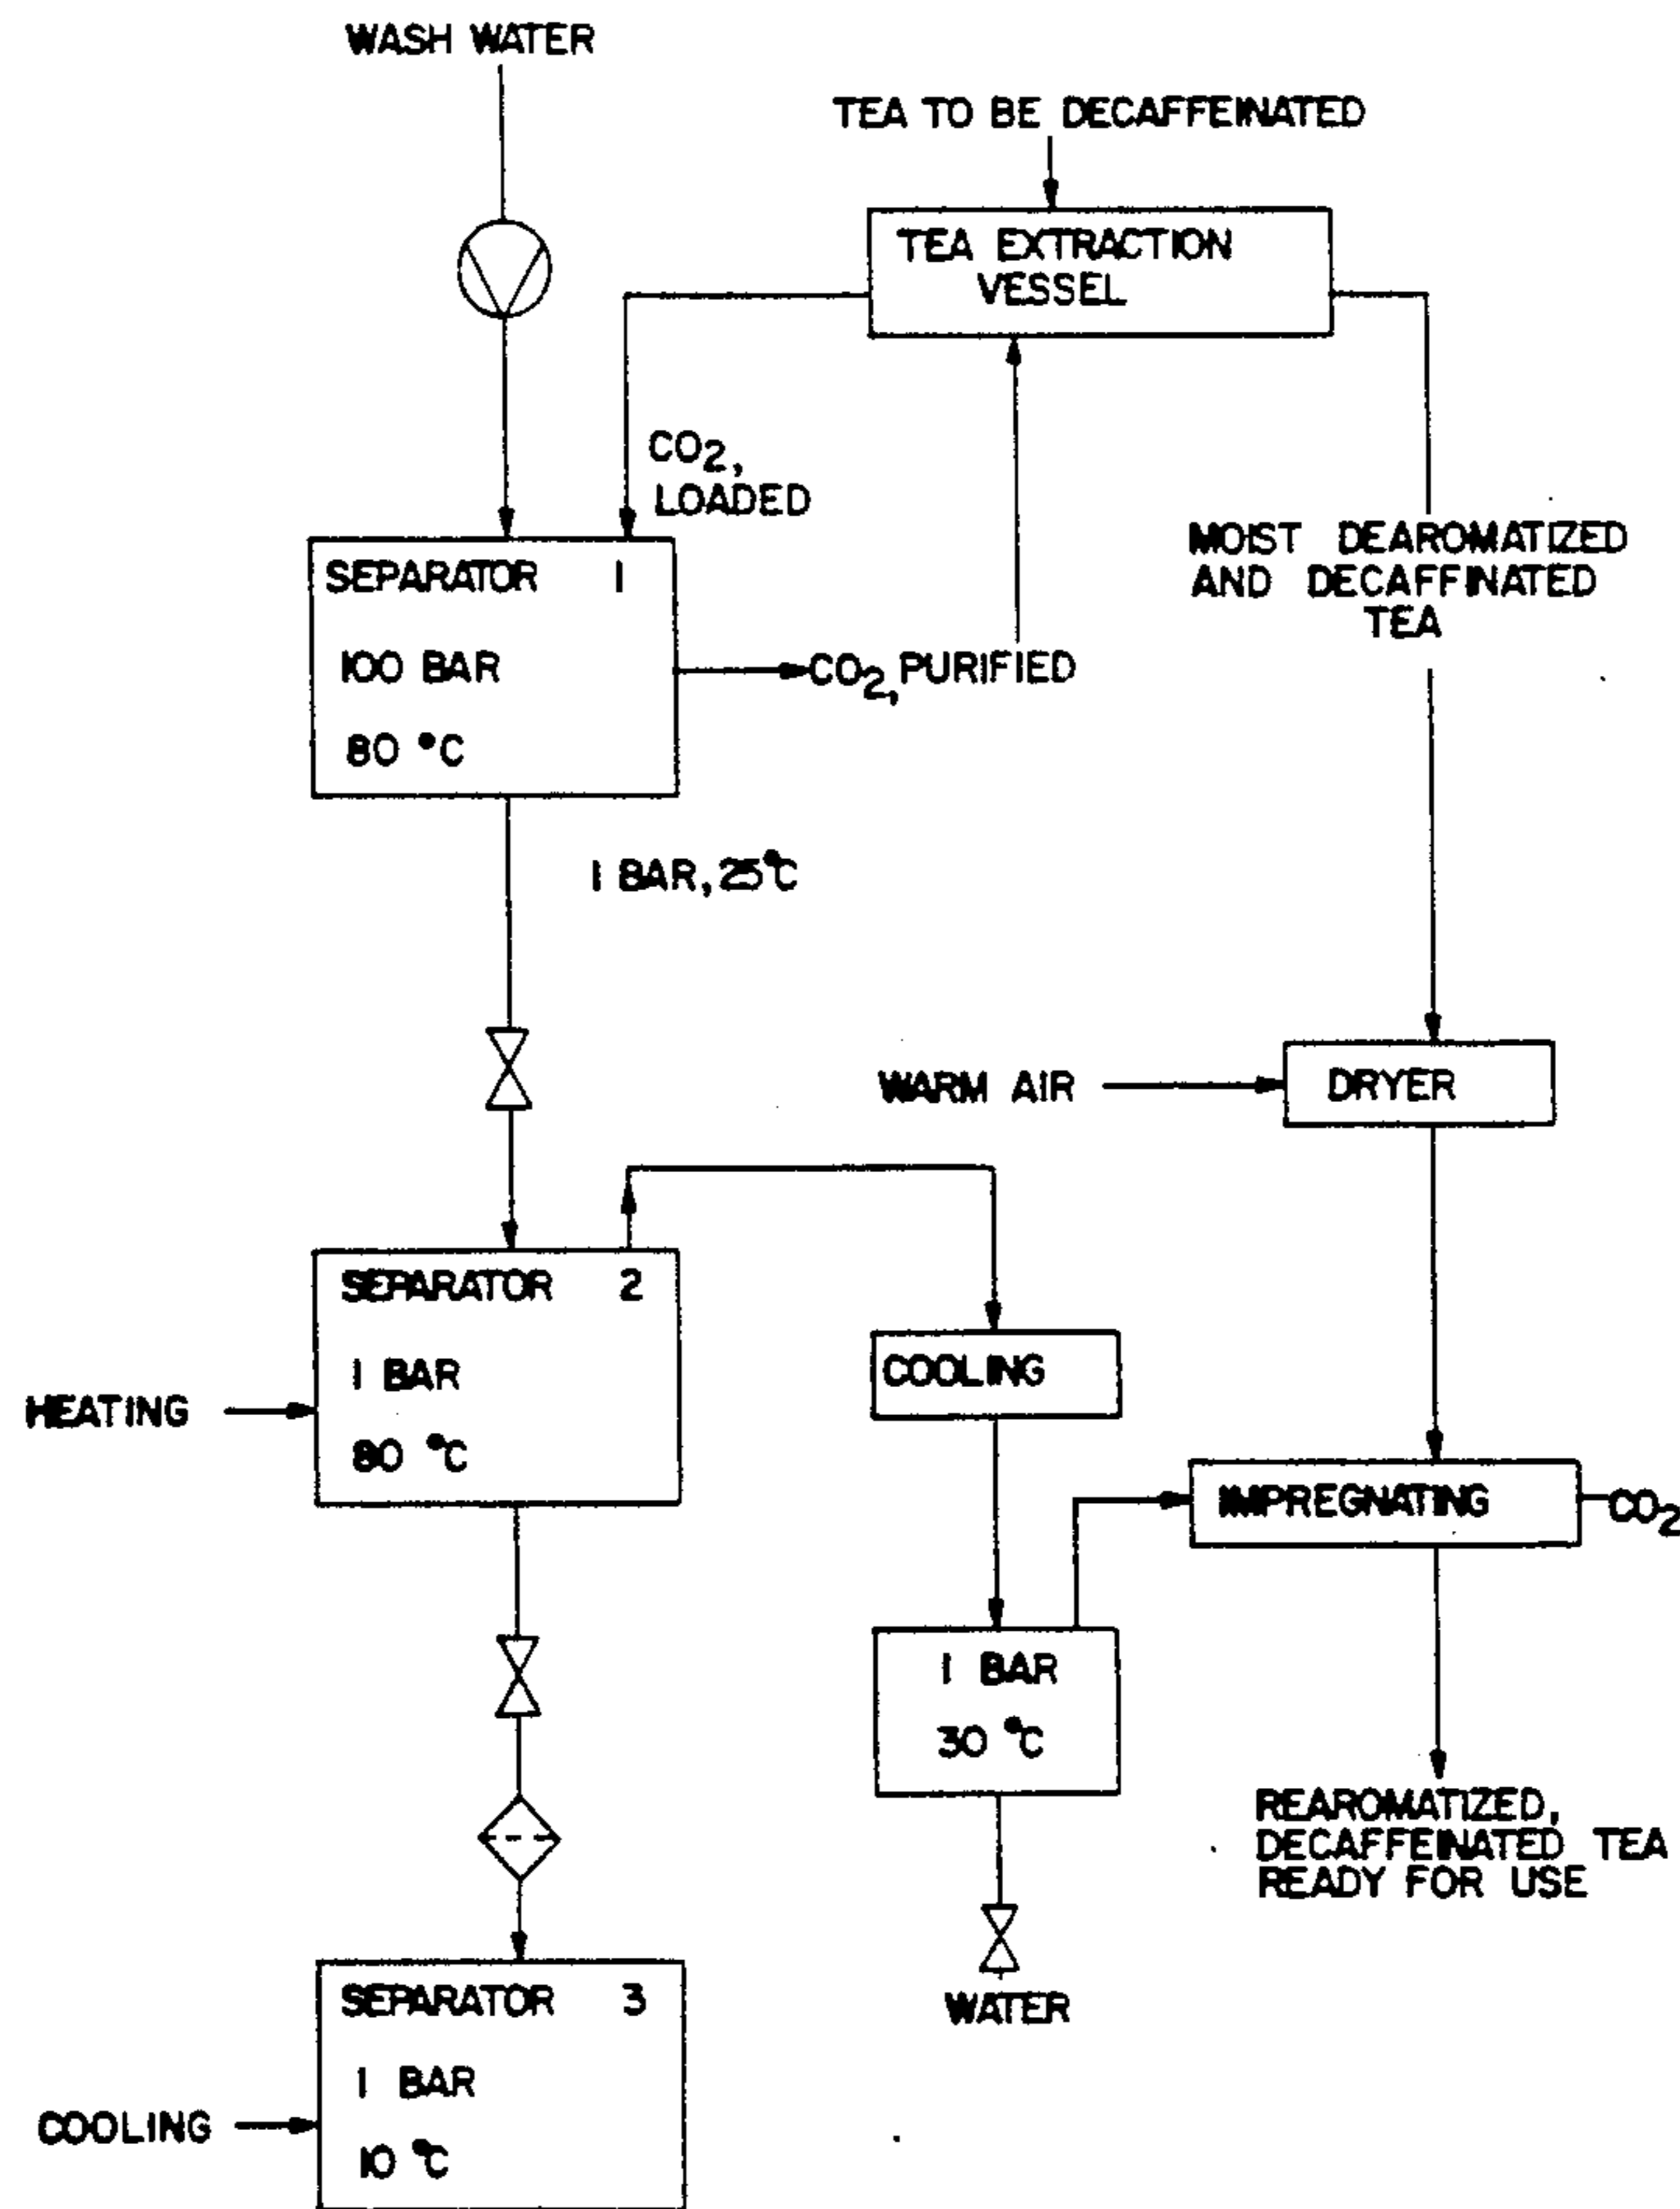 WASH WATER
TEA TO BE DECAFFEINATED
TEA EXTRACTION
VESSEL
CO2,
LOADED
MOIST DEAROMATIZED
AND DECAFFINATED
TEA
SEPARATOR 1
100 BAR
80 °C
CO2, PURIFIED
1 BAR, 25°C
WARM AIR
DRYER
SEPARATOR 2
1 BAR
80 °C
HEATING
COOLING
IMPREGNATING
CO2
1 BAR
30 °C
REAROMATIZED,
DECAFFEINATED TEA
READY FOR USE
WATER
SEPARATOR 3
1 BAR
10 °C
COOLING